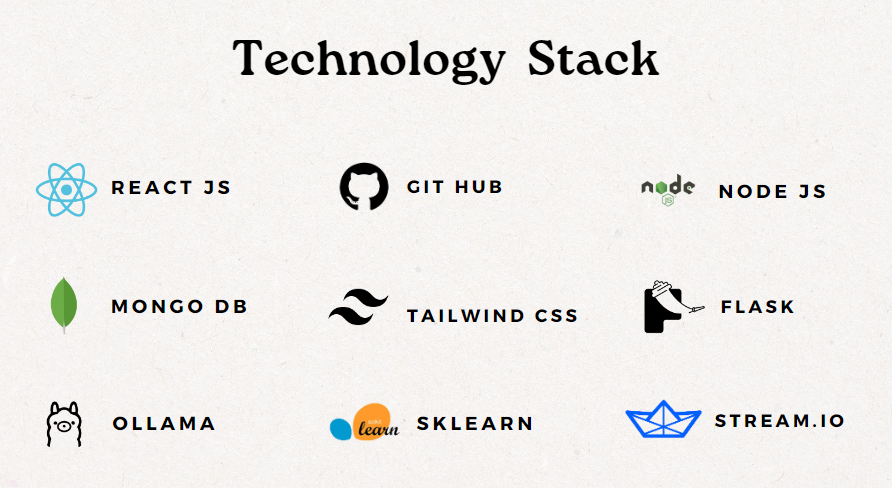 Technology Stack
REACT JS
GIT HUB
node
JS
NODE JS
MONGO DB
TAILWIND CSS
FLASK
OLLAMA
learn
SKLEARN
STREAM.IO